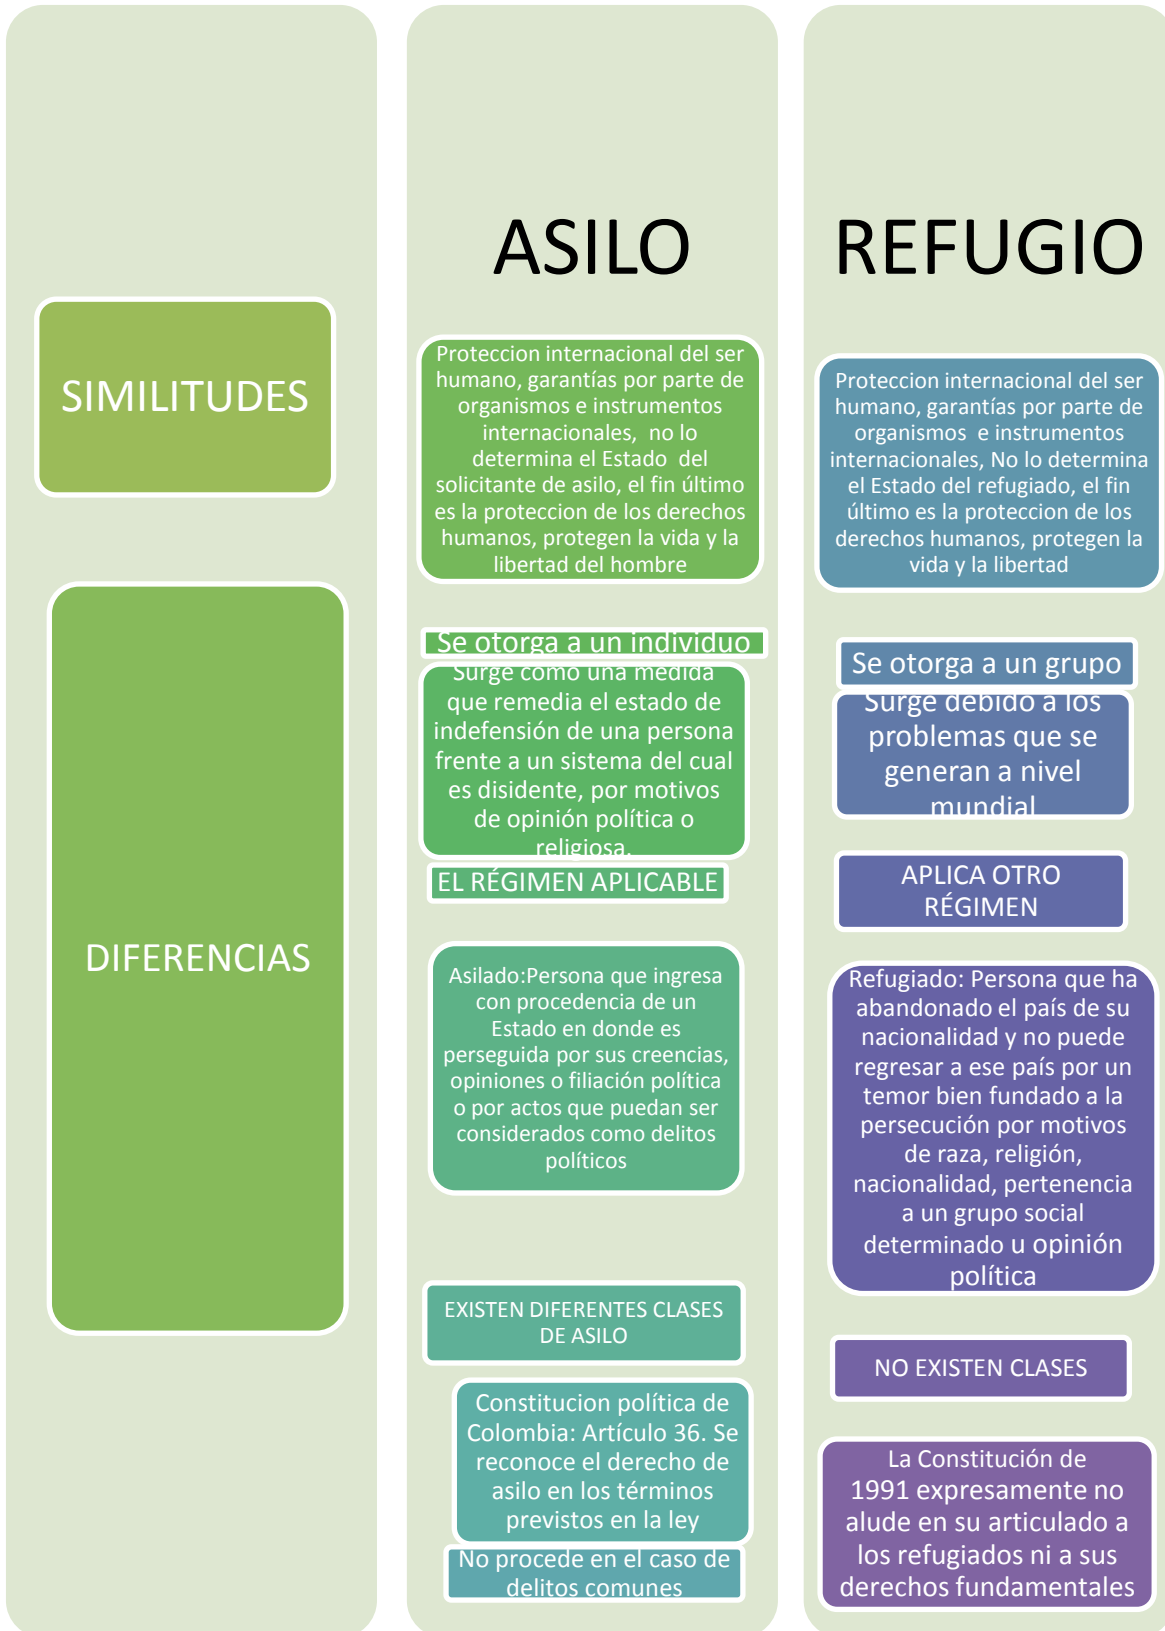 ASILO
REFUGIO
SIMILITUDES
Proteccion internacional del ser
humano, garantías por parte de
organismos e instrumentos
internacionales, no lo
determina el Estado del
solicitante de asilo, el fin último
es la proteccion de los derechos
humanos, protegen la vida y la
libertad del hombre
Proteccion internacional del ser
humano, garantías por parte de
organismos e instrumentos
internacionales, No lo determina
el Estado del refugiado, el fin
último es la proteccion de los
derechos humanos, protegen la
vida y la libertad
DIFERENCIAS
Se otorga a un individuo
Surge como una medida
que remedia el estado de
indefensión de una persona
frente a un sistema del cual
es disidente, por motivos
de opinión política o
religiosa.
EL RÉGIMEN APLICABLE
Asilado:Persona que ingresa
con procedencia de un
Estado en donde es
perseguida por sus creencias,
opiniones o filiación política
o por actos que puedan ser
considerados como delitos
políticos
EXISTEN DIFERENTES CLASES
DE ASILO
Constitucion política de
Colombia: Artículo 36. Se
reconoce el derecho de
asilo en los términos
previstos en la ley
No procede en el caso de
delitos comunes
Se otorga a un grupo
Surge debido a los
problemas que se
generan a nivel
mundial
APLICA OTRO
RÉGIMEN
Refugiado: Persona que ha
abandonado el país de su
nacionalidad y no puede
regresar a ese país por un
temor bien fundado a la
persecución por motivos
de raza, religión,
nacionalidad, pertenencia
a un grupo social
determinado u opinión
política
NO EXISTEN CLASES
La Constitución de
1991 expresamente no
alude en su articulado a
los refugiados ni a sus
derechos fundamentales